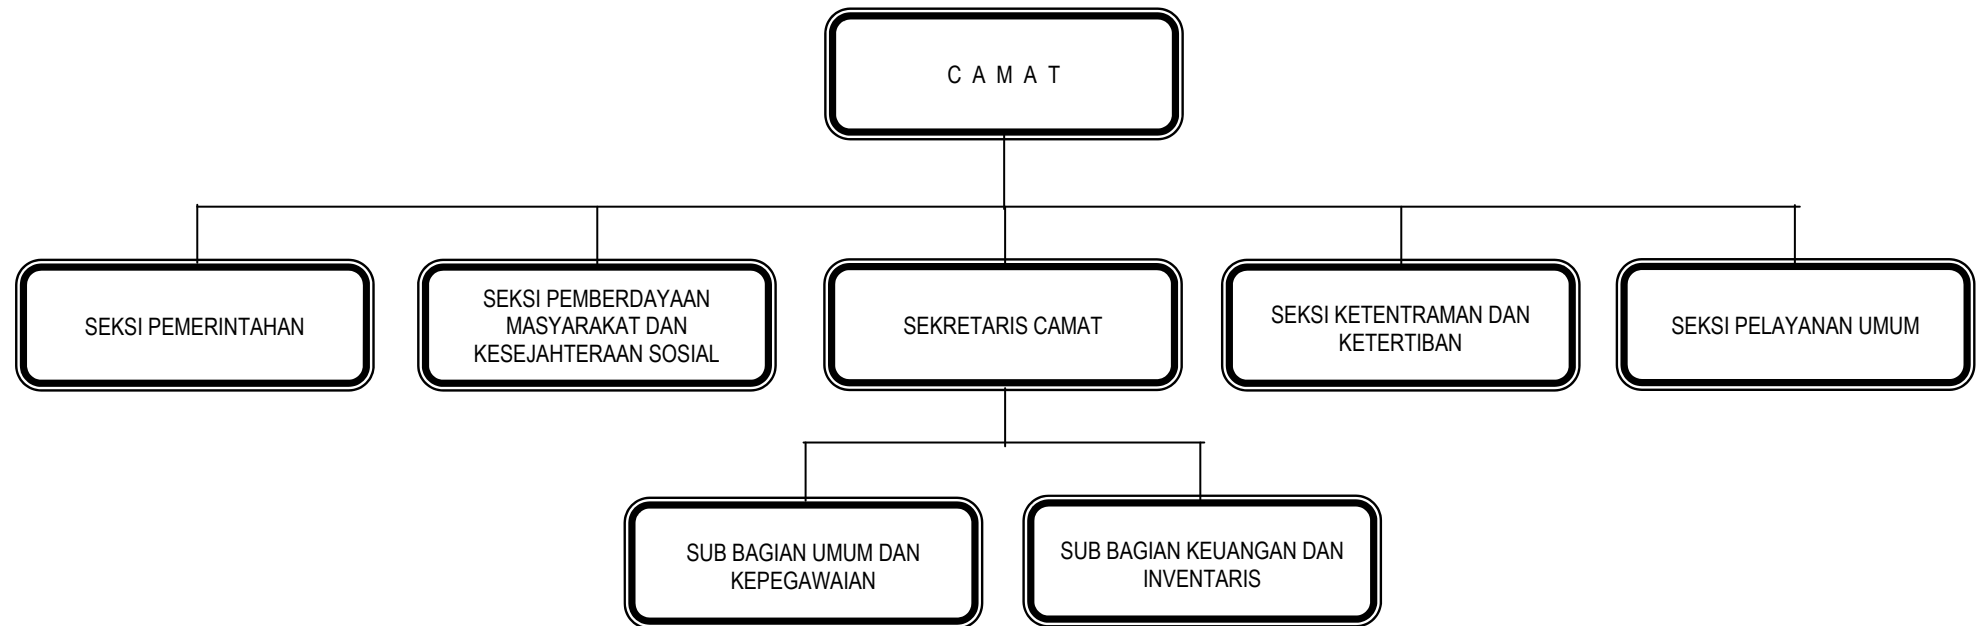 C A M A T
SEKSI PEMERINTAHAN
SEKSI PEMBERDAYAAN
MASYARAKAT DAN
KESEJAHTERAAN SOSIAL
SEKRETARIS CAMAT
SEKSI KETENTRAMAN DAN
KETERTIBAN
SEKSI PELAYANAN UMUM
SUB BAGIAN UMUM DAN
KEPEGAWAIAN
SUB BAGIAN KEUANGAN DAN
INVENTARIS